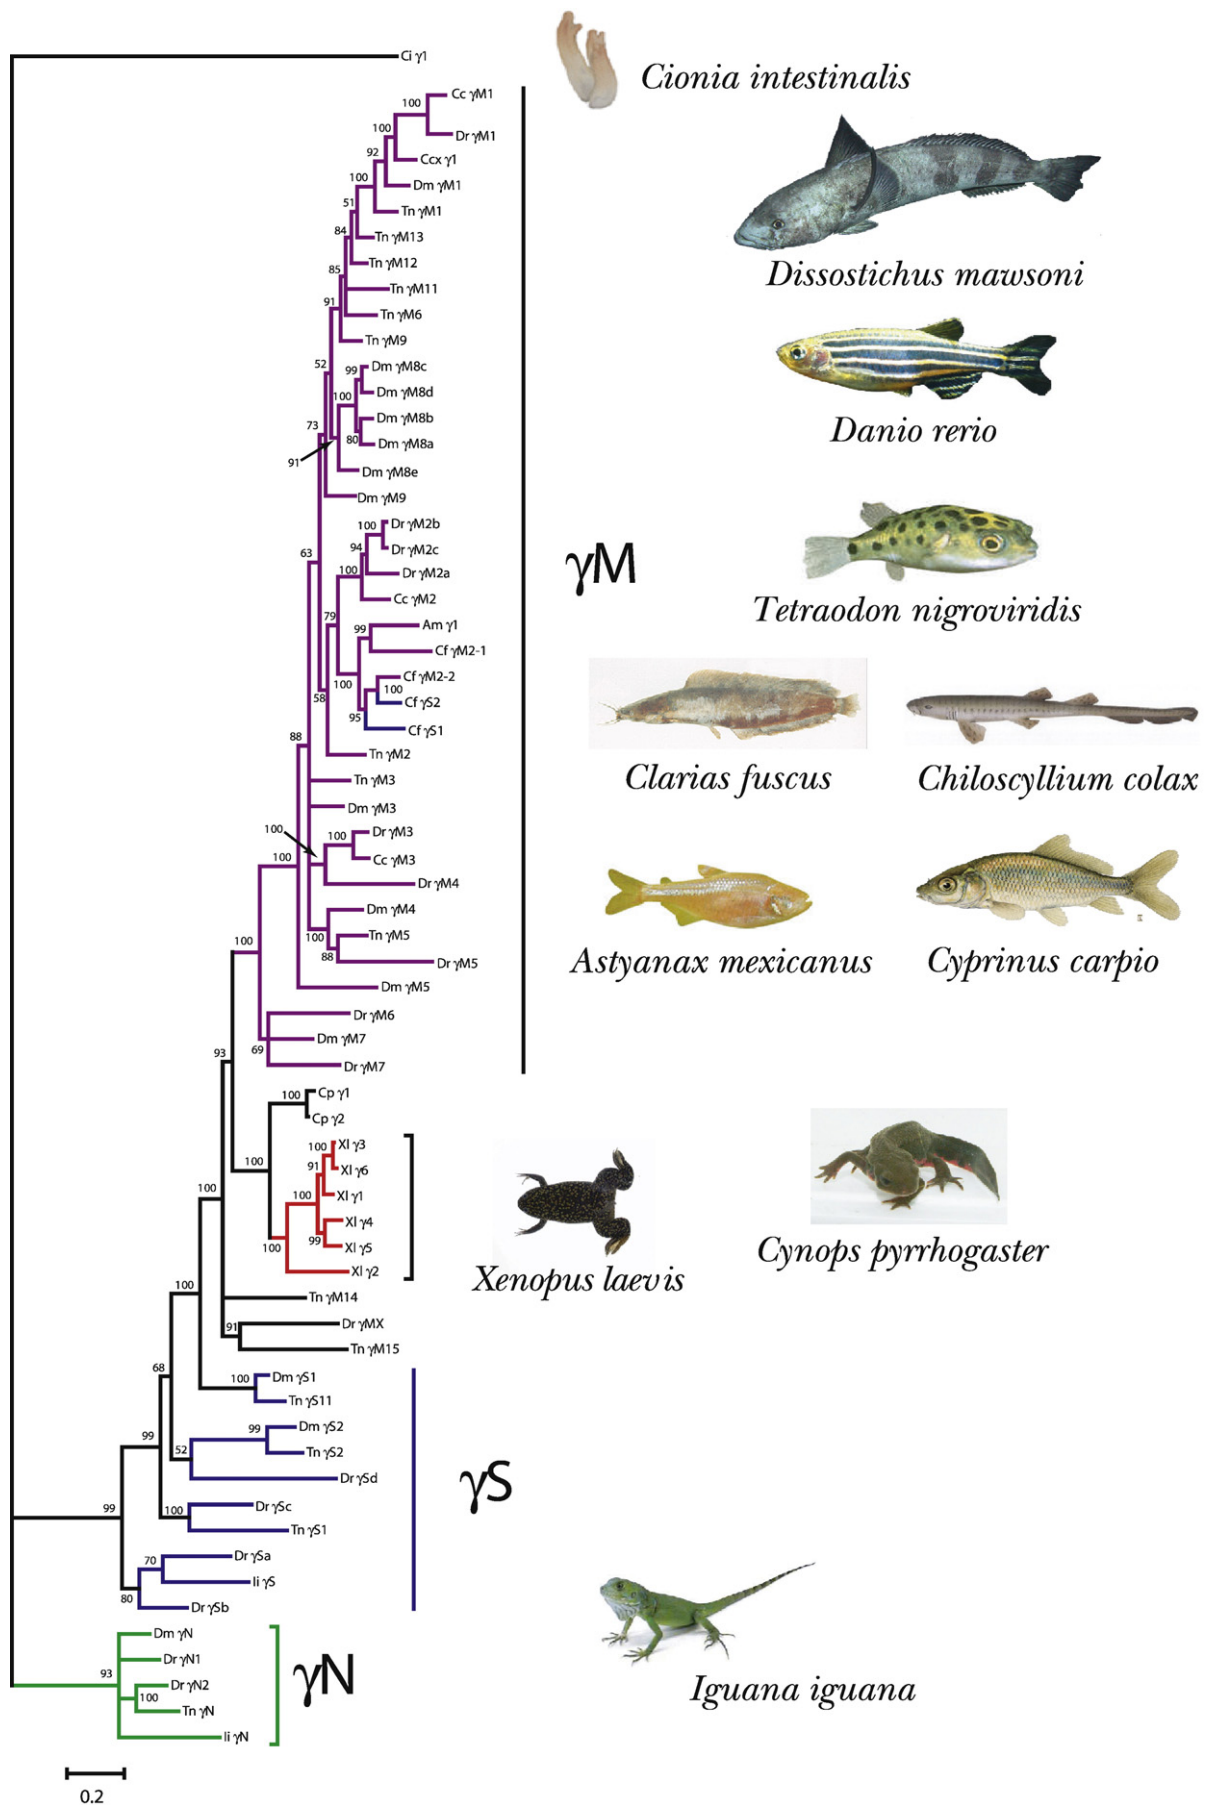 Ci γ1
Cionia intestinalis
Cc γM1
100
Dr γM1
100
Ccx γ1
92
Dm γM1
100
Tn γM1
51
Tn γM13
84
Tn γM12
85
Tn γM11
91
Tn γM6
Tn γM9
52
Dm γM8c
99
Dm γM8d
100
Dm γM8b
73
80
Dm γM8a
91
Dm γM8e
Dm γM9
Dr γM2b
100
Dr γM2c
94
Dr γM2a
63
100
Cc γM2
79
Am γ1
99
Cf γM2-1
Cf γM2-2
100
100
58
Cf γS2
95
Cf γS1
88
Tn γM2
Tn γM3
Dm γM3
100
Dr γM3
100
Cc γM3
100
Dr γM4
Dm γM4
100
Tn γM5
88
Dr γM5
100
Dm γM5
Dr γM6
Dm γM7
69
93
Dr γM7
γM
Dissostichus mawsoni
Danio rerio
Tetraodon nigroviridis
Clarias fuscus
Chiloscyllium colax
Astyanax mexicanus
Cyprinus carpio
100
Cp γ1
Cp γ2
Xl γ3
100
91
Xl γ6
100
Xl γ1
100
Xl γ4
100
99
Xl γ5
100
Xl γ2
Xenopus laevis
Cynops pyrrhogaster
100
Tn γM14
Dr γMX
91
Tn γM15
68
Dm γS1
100
Tn γS11
Dm γS2
99
99
52
Tn γS2
Dr γSd
Dr γSc
99
100
Tn γS1
Dr γSa
70
Ii γS
80
Dr γSb
γS
Dm γN
Dr γN1
93
Dr γN2
100
Tn γN
Ii γN
γN
Iguana iguana
0.2